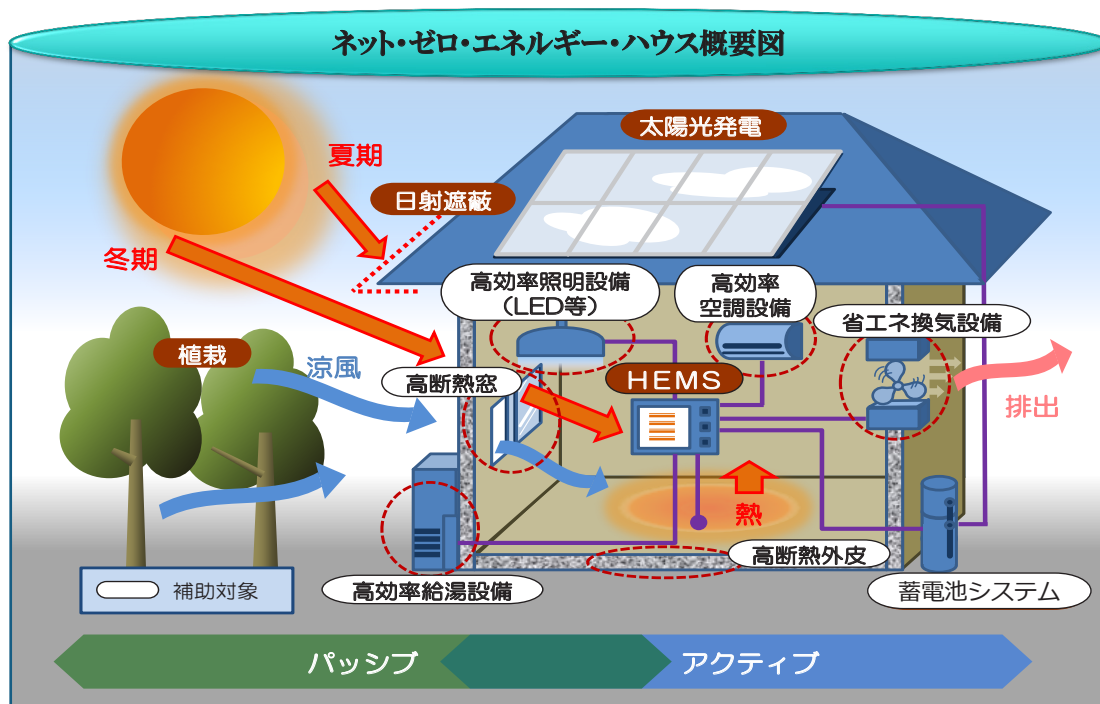 ネット・ゼロ・エネルギー・ハウス概要図
太陽光発電
夏期
日射遮蔽
冬期
高効率照明設備
（LED等）
高効率
空調設備
省エネ換気設備
植栽
涼風
高断熱窓
HEMS
排出
熱
高断熱外皮
高効率給湯設備
蓄電池システム
補助対象
パッシブ
アクティブ